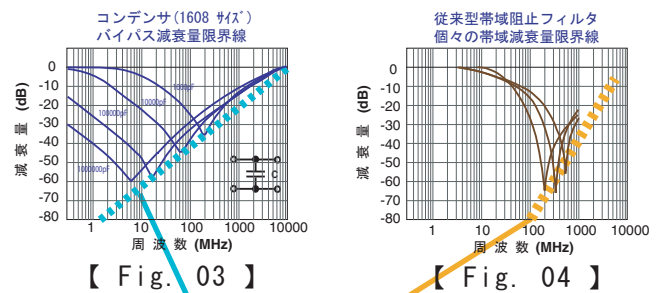 コンデンサ(1608 サイズ)
バイパス減衰量限界線
減衰量 (dB)
0
-10
-20
-30
-40
-50
-60
-70
-80
1000pF
10000pF
100000pF
1000000pF
C
1 10 100 1000 10000
周波数 (MHz)
【 Fig. 03 】
従来型帯域阻止フィルタ
個々の帯域減衰量限界線
減衰量 (dB)
0
-10
-20
-30
-40
-50
-60
-70
-80
1 10 100 1000 10000
周波数 (MHz)
【 Fig. 04 】